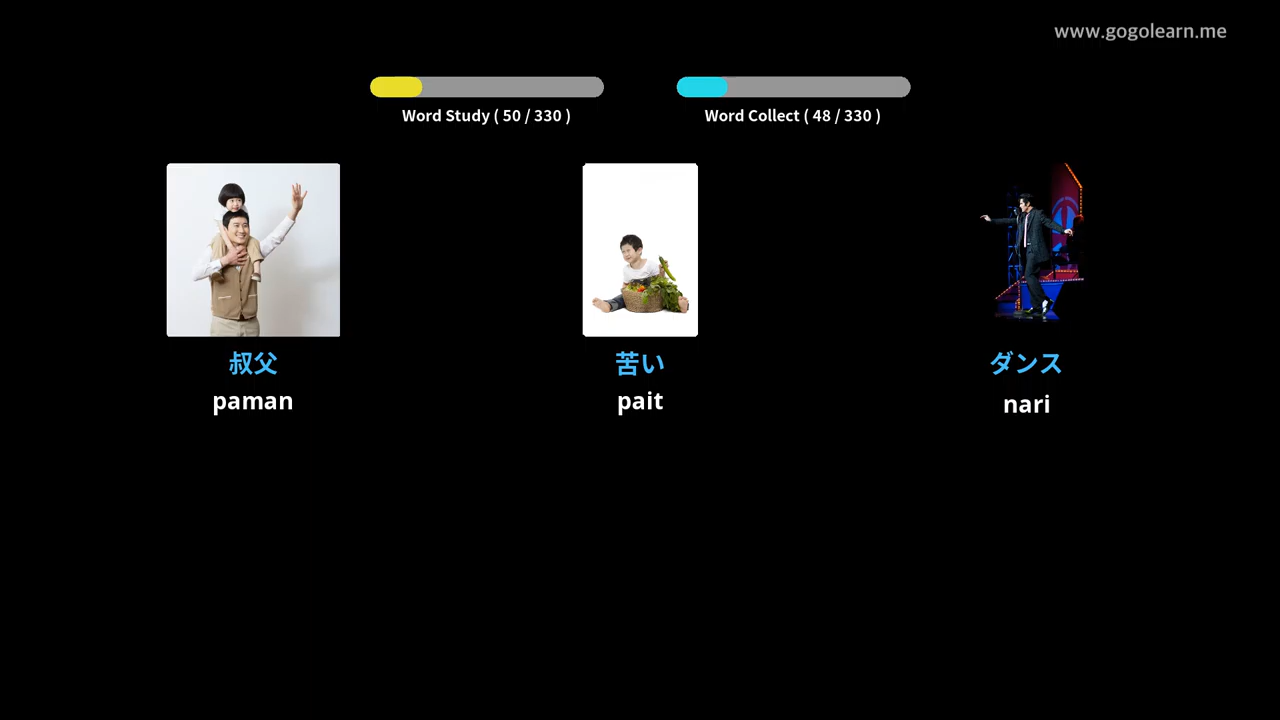 www.gogolearn.me
Word Study ( 50 / 330 )
Word Collect ( 48 / 330 )
叔父
paman
苦い
pait
ダンス
nari